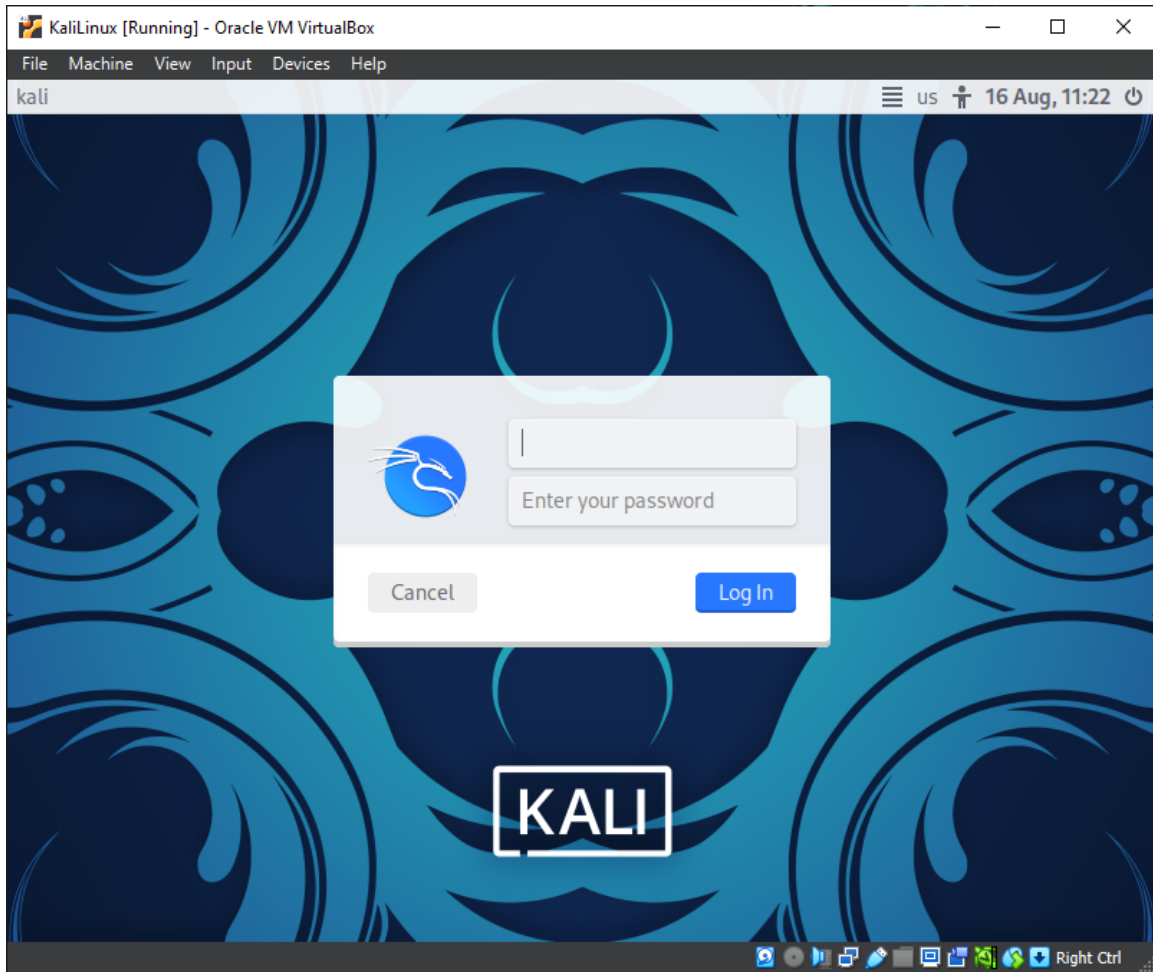 KaliLinux [Running] - Oracle VM VirtualBox
File Machine View Input Devices Help
kali us 16 Aug, 11:22
Enter your password
Cancel Log In
KALI
Right Ctrl